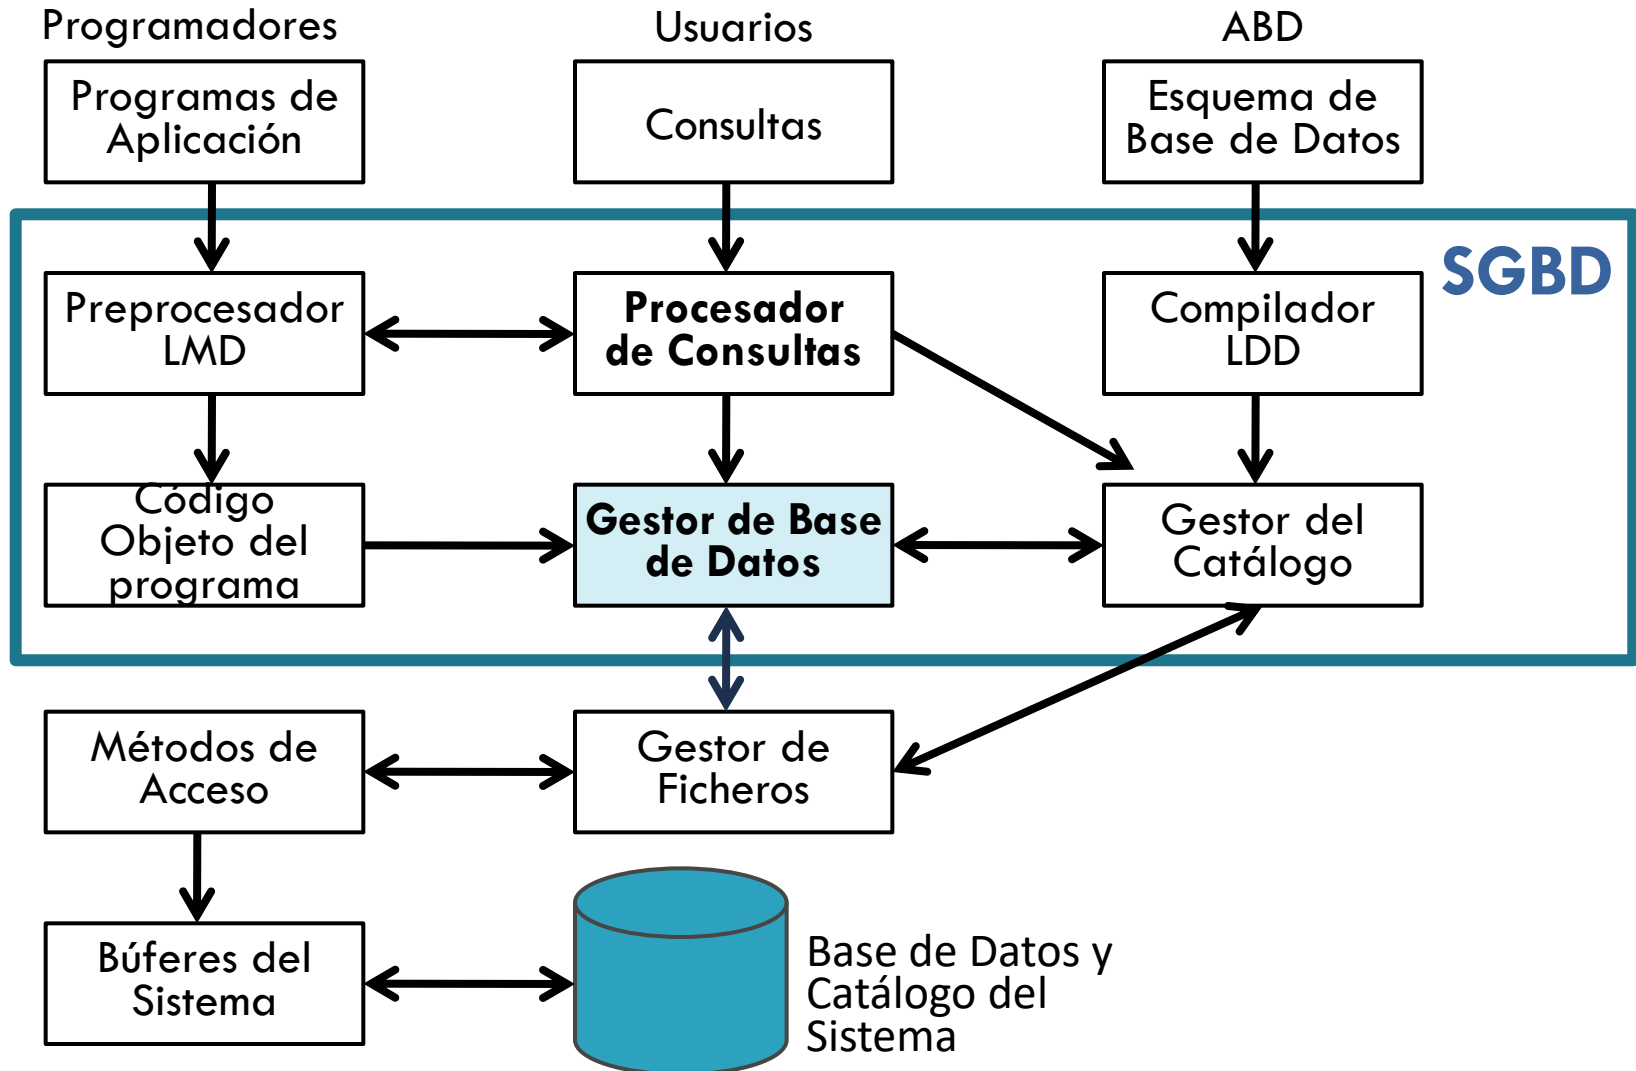 Programadores
Usuarios
ABD
Programas de
Aplicación
Consultas
Esquema de
Base de Datos
SGBD
Preprocesador
LMD
Procesador
de Consultas
Compilador
LDD
Código
Objeto del
programa
Gestor de Base
de Datos
Gestor del
Catálogo
Métodos de
Acceso
Gestor de
Ficheros
Búferes del
Sistema
Base de Datos y
Catálogo del
Sistema